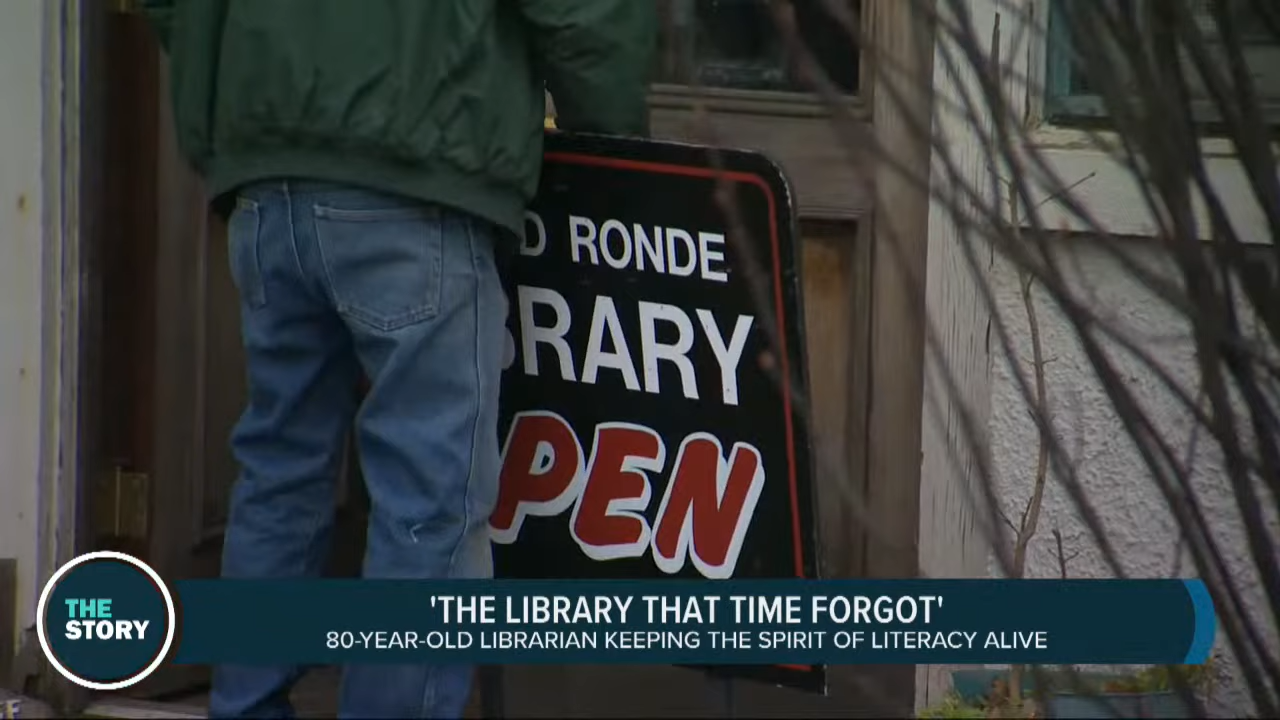 D RONDE
BRARY
PEN
THE
STORY
'THE LIBRARY THAT TIME FORGOT'
80-YEAR-OLD LIBRARIAN KEEPING THE SPIRIT OF LITERACY ALIVE